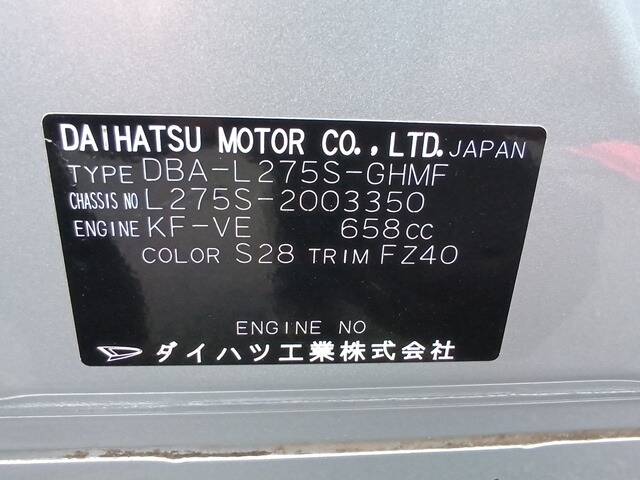 DAIHATSU MOTOR CO., LTD. JAPAN
TYPE DBA-L275S-GHMF
CHASSIS NO L275S-2003350
ENGINE KF-VE 658cc
COLOR S28 TRIM FZ40
ENGINE NO
ダイハツ工業株式会社